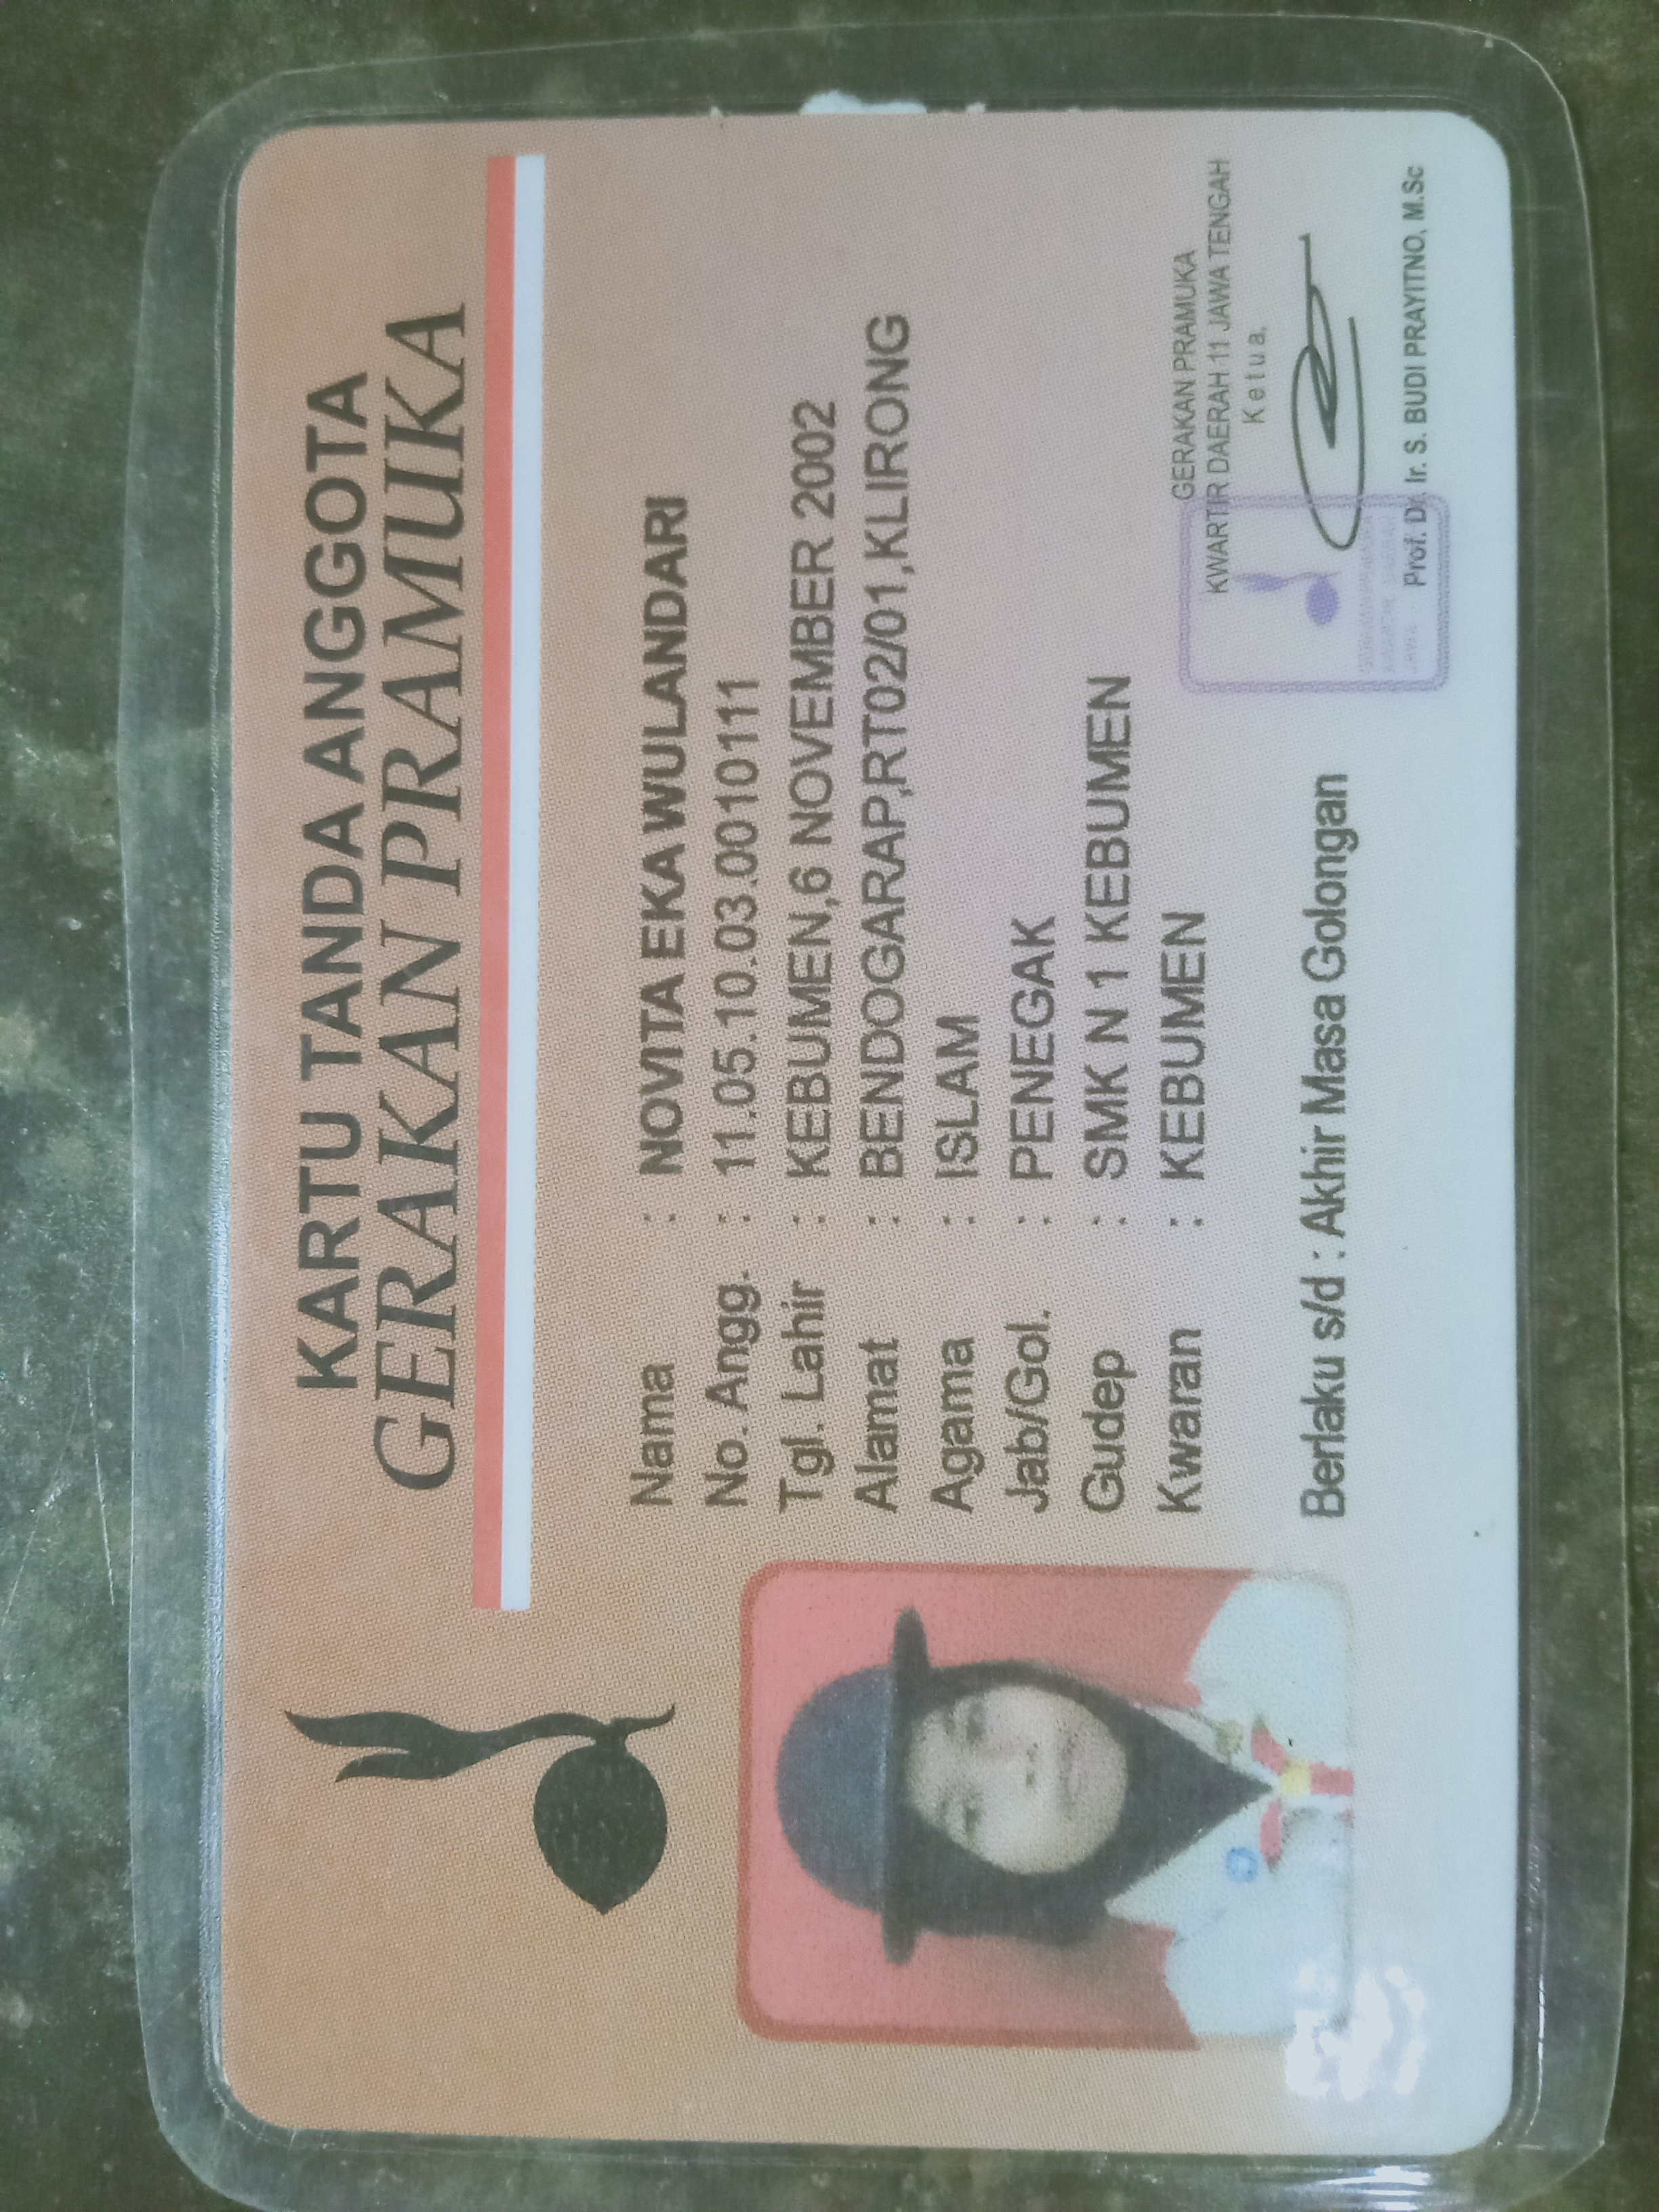 KARTU TANDA ANGGOTA
GERAKAN PRAMUKA
Nama : NOVITA EKA WULANDARI
No. Angg. : 11.05.10.03.0010111
Tgl. Lahir : KEBUMEN,6 NOVEMBER 2002
Alamat : BENDOGARAP,RT02/01,KLIRONG
Agama : ISLAM
Jab/Gol. : PENEGAK
Gudep : SMK N 1 KEBUMEN
Kwaran : KEBUMEN
Berlaku s/d : Akhir Masa Golongan
GERAKAN PRAMUKA
KWARTIR DAERAH 11 JAWA TENGAH
Ketua,
Prof. Dr. Ir. S. BUDI PRAYITNO, M.Sc